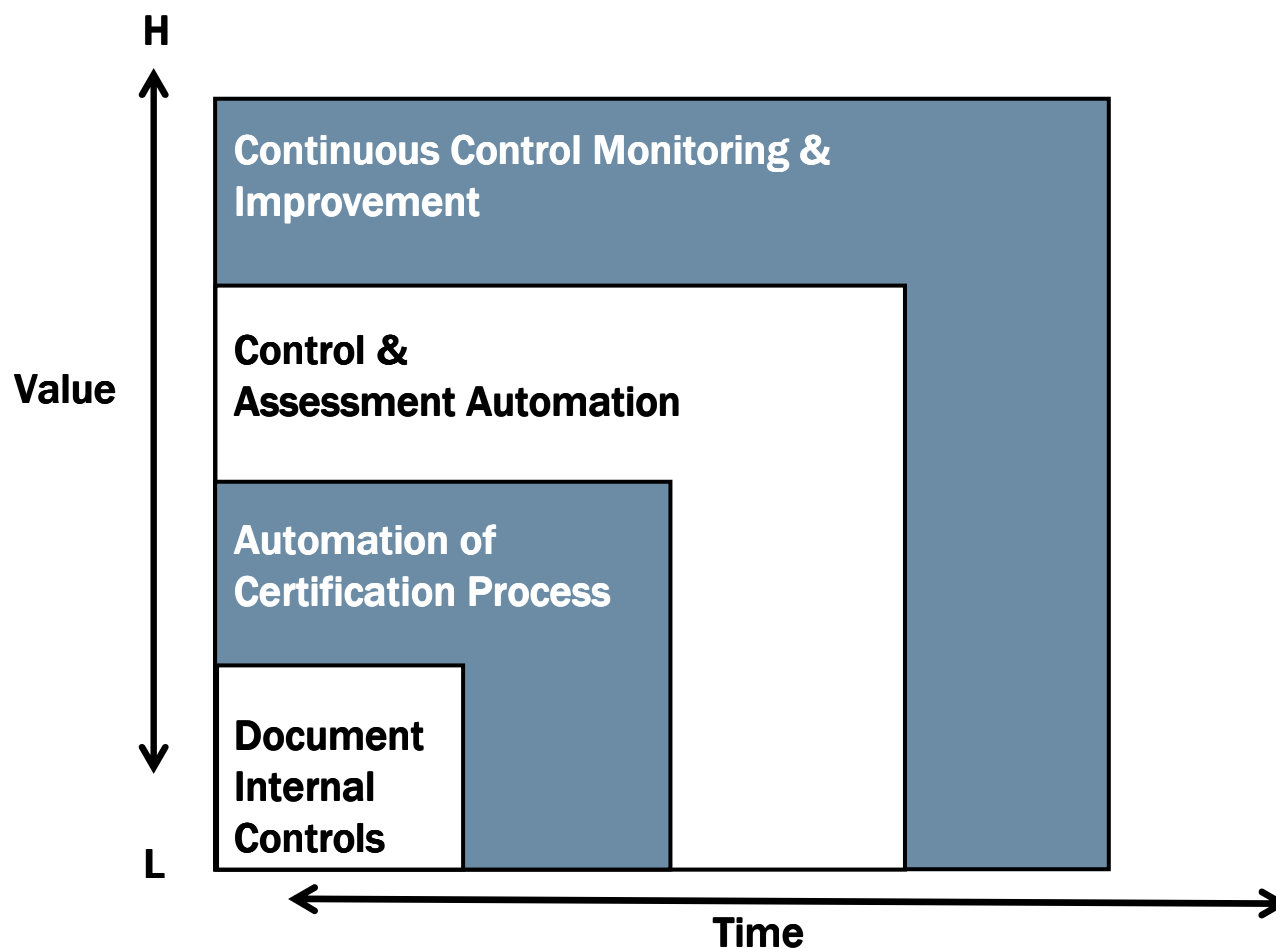 H
Continuous Control Monitoring &
Improvement
Control &
Assessment Automation
Value
Automation of
Certification Process
Document
Internal
Controls
L
Time